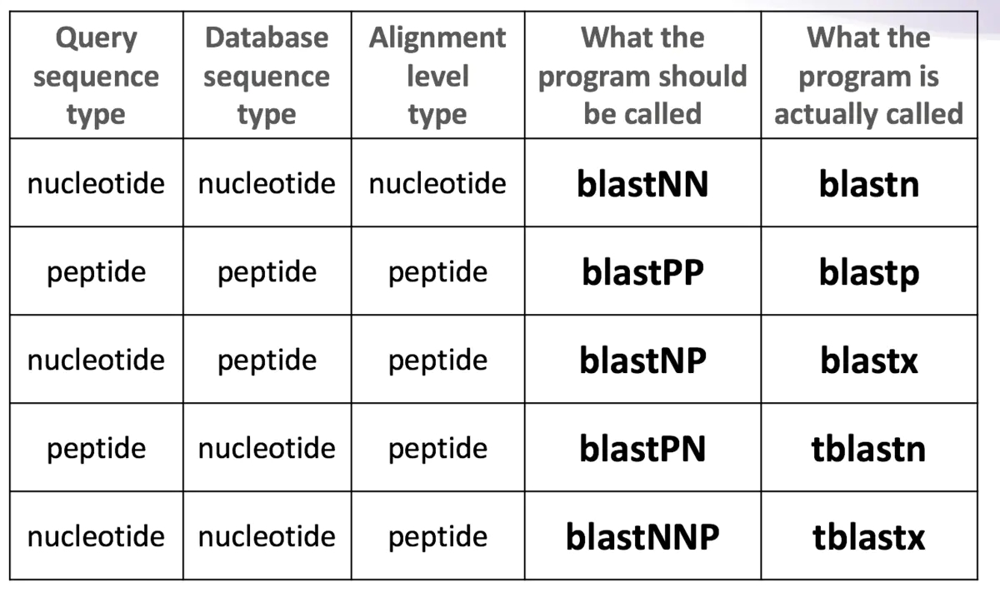 Query sequence type
Database sequence type
Alignment level type
What the program should be called
What the program is actually called
nucleotide nucleotide nucleotide blastNN blastn
peptide peptide peptide blastPP blastp
nucleotide peptide peptide blastNP blastx
peptide nucleotide peptide blastPN tblastn
nucleotide nucleotide peptide blastNNP tblastx